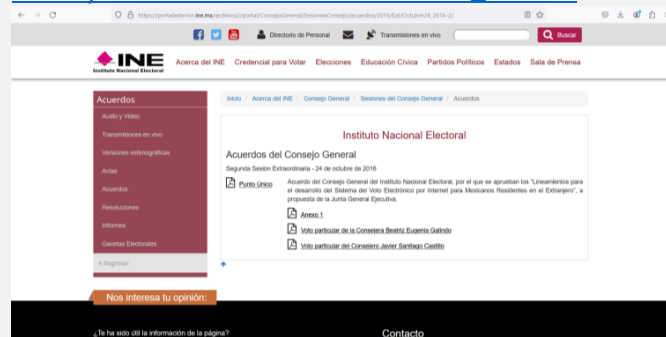 https://portalanterior.ine.mx/archivos2/portal/ConsejoGeneral/SesionesConsejo/acuerdos/2016/Ext/Octubre24_2016-2/
Directorio de Personal
Transmisiones en vivo
Buscar
INE
Instituto Nacional Electoral
Acerca del INE Credencial para Votar Elecciones Educación Cívica Partidos Políticos Estados Sala de Prensa
Acuerdos
Audio y Video
Transmisiones en vivo
Versiones estenográficas
Actas
Acuerdos
Resoluciones
Informes
Gacetas Electorales
« Regresar
Inicio / Acerca del INE / Consejo General / Sesiones del Consejo General / Acuerdos
Instituto Nacional Electoral
Acuerdos del Consejo General
Segunda Sesión Extraordinaria - 24 de octubre de 2016
Punto Único
Acuerdo del Consejo General del Instituto Nacional Electoral, por el que se aprueban los "Lineamientos para
el desarrollo del Sistema del Voto Electrónico por Internet para Mexicanos Residentes en el Extranjero", a
propuesta de la Junta General Ejecutiva.
Anexo 1
Voto particular de la Consejera Beatriz Eugenia Galindo
Voto particular del Consejero Javier Santiago Castillo
Nos interesa tu opinión:
¿Te ha sido útil la información de la página?
Contacto